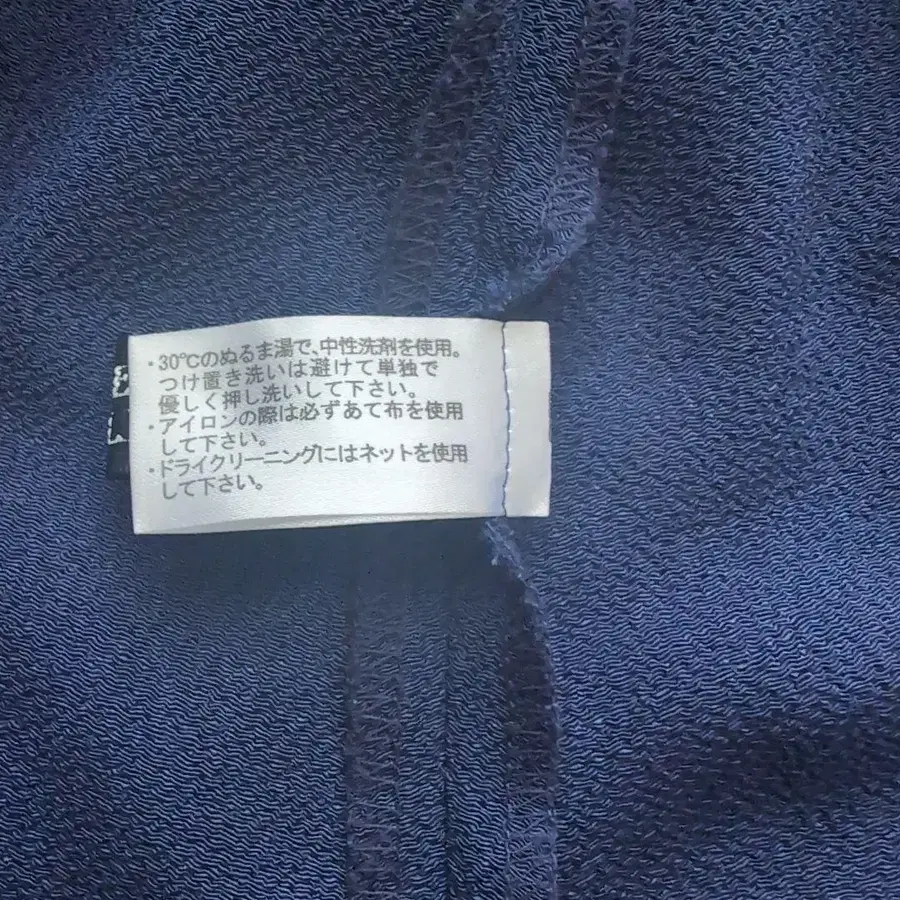 ・30℃のぬるま湯で、中性洗剤を使用。
つけ置き洗いは避けて単独で
優しく押し洗いして下さい。
・アイロンの際は必ずあて布を使用
して下さい。
・ドライクリーニングにはネットを使用
して下さい。